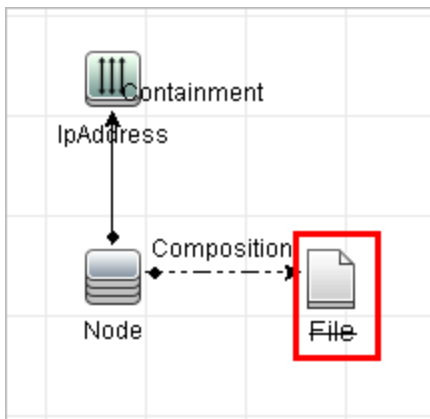 Containment
IpAddress
Composition
Node
File